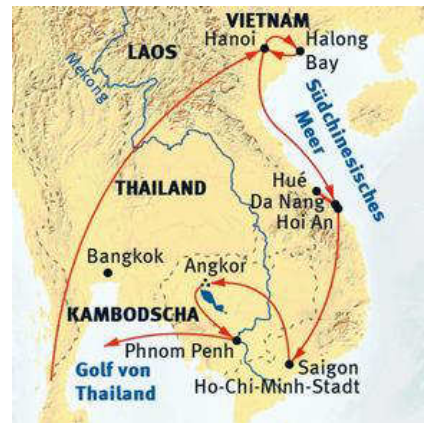 VIETNAM
Hanoi
Halong
Bay
LAOS
Mekong
Südchinesisches
Meer
THAILAND
Hué
Da Nang
Hoi An
Bangkok
Angkor
KAMBODSCHA
Phnom Penh
Golf von
Thailand
Saigon
Ho-Chi-Minh-Stadt